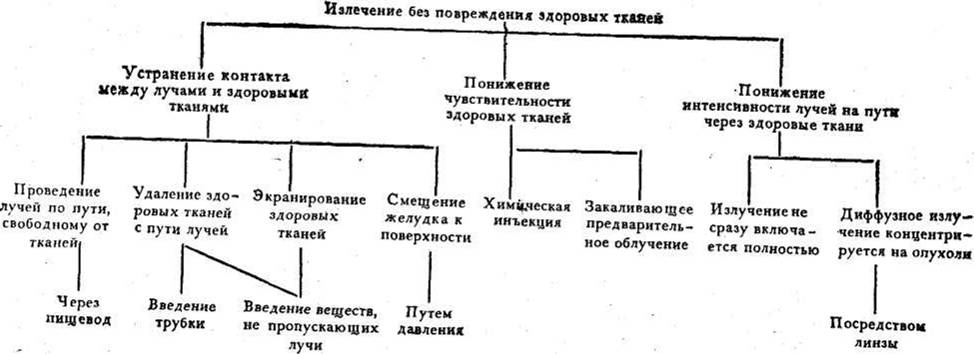 Излечение без повреждения здоровых тканей
Устранение контакта
между лучами и здоровыми
тканями
Понижение
чувствительности
здоровых тканей
Понижение
интенсивности лучей на пути
через здоровые ткани
Проведение
лучей по пути,
свободному от
тканей
Удаление здо-
ровых тканей
с пути лучей
Экранирование
здоровых
тканей
Смещение
желудка к
поверхности
Химическая
инъекция
Закаливающее
предваритель-
ное облучение
Излучение не
сразу включа-
ется полностью
Диффузное излу-
чение концентри-
руется на опухоли
Через
пищевод
Введение
трубки
Введение веществ,
не пропускающих
лучи
Путем
давления
Посредством
линзы